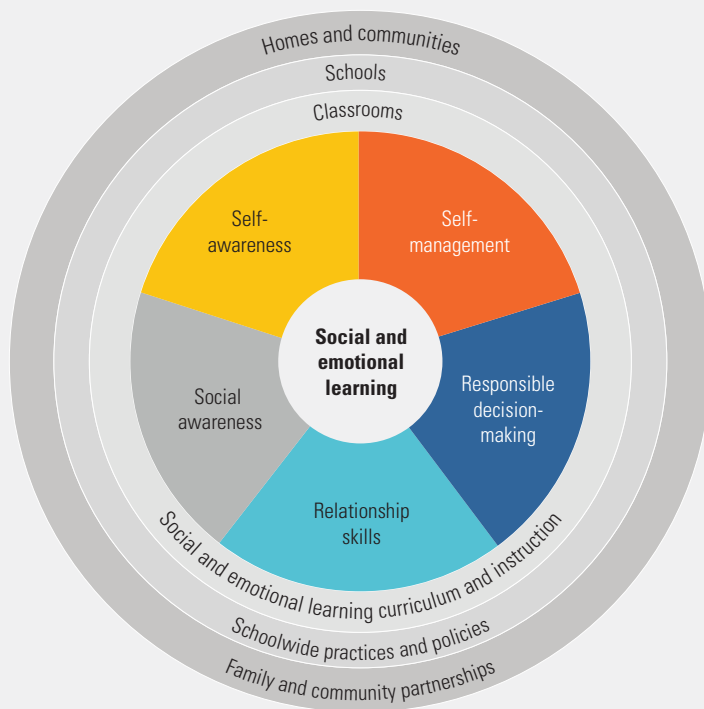 Homes and communities
Schools
Classrooms
Self-
awareness
Self-
management
Social and
emotional
learning
Social
awareness
Responsible
decision-
making
Relationship
skills
Social and emotional learning curriculum and instruction
Schoolwide practices and policies
Family and community partnerships